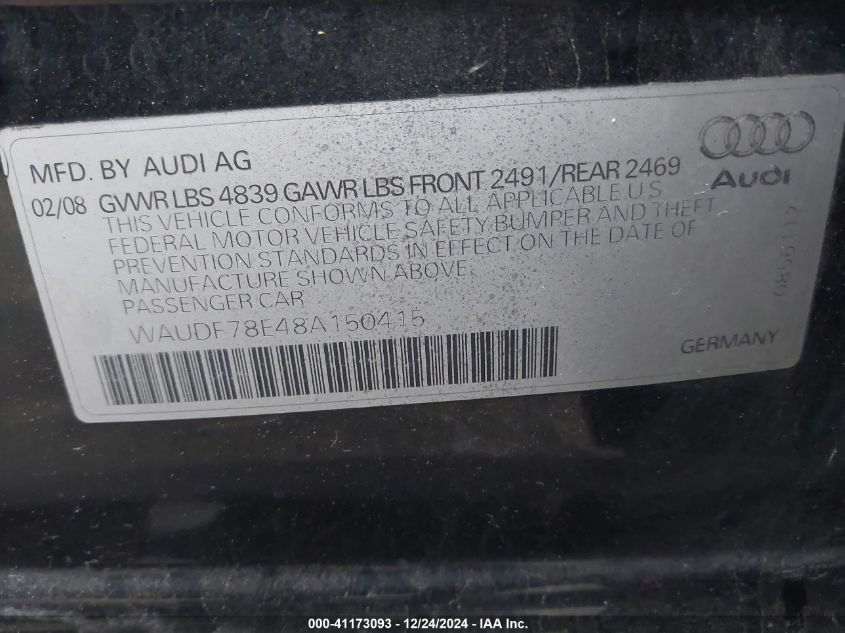 MFD. BY AUDI AG
02/08 GVWR LBS 4839 GAWR LBS FRONT 2491/REAR 2469
THIS VEHICLE CONFORMS TO ALL APPLICABLE U S
FEDERAL MOTOR VEHICLE SAFETY,BUMPER AND THEFT
PREVENTION STANDARDS IN EFFECT ON THE DATE OF
MANUFACTURE SHOWN ABOVE.
PASSENGER CAR
WAUDF78E48A150415
Audi
GERMANY
000-41173093 - 12/24/2024 - IAA Inc.